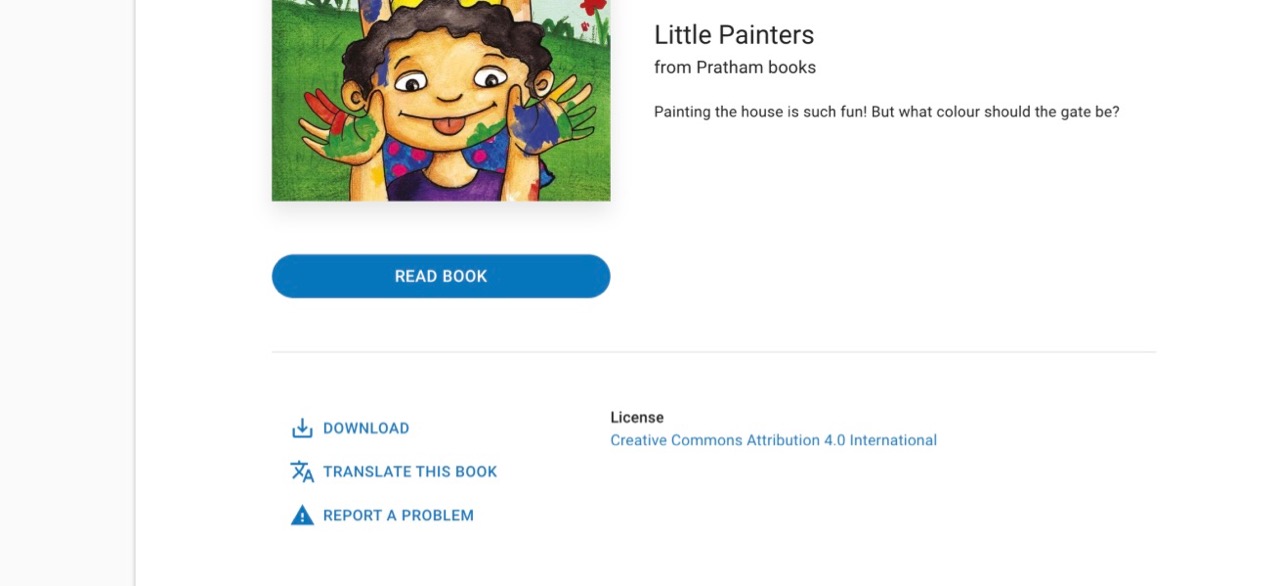 Little Painters
from Pratham books
Painting the house is such fun! But what colour should the gate be?
READ BOOK
DOWNLOAD
TRANSLATE THIS BOOK
REPORT A PROBLEM
License
Creative Commons Attribution 4.0 International